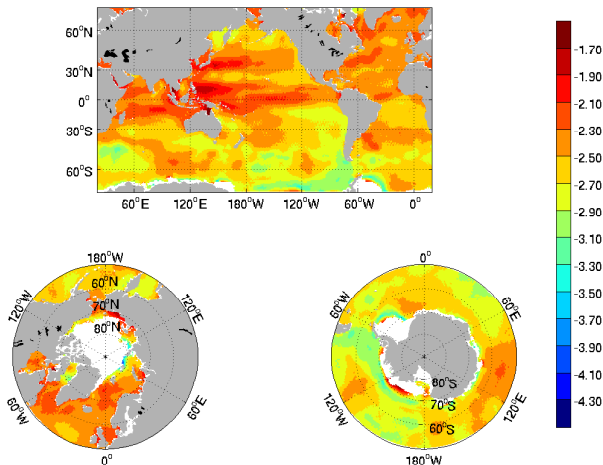 60°N
30°N
0°
30°S
60°S
60°E
120°E
180°W
120°W
60°W
0°
-1.70
-1.90
-2.10
-2.30
-2.50
-2.70
-2.90
-3.10
-3.30
-3.50
-3.70
-3.90
-4.10
-4.30
180°W
120°W
60°N
70°N
80°N
120°E
60°W
60°E
0°
0°
60°W
60°E
120°W
120°E
80°S
70°S
60°S
180°W